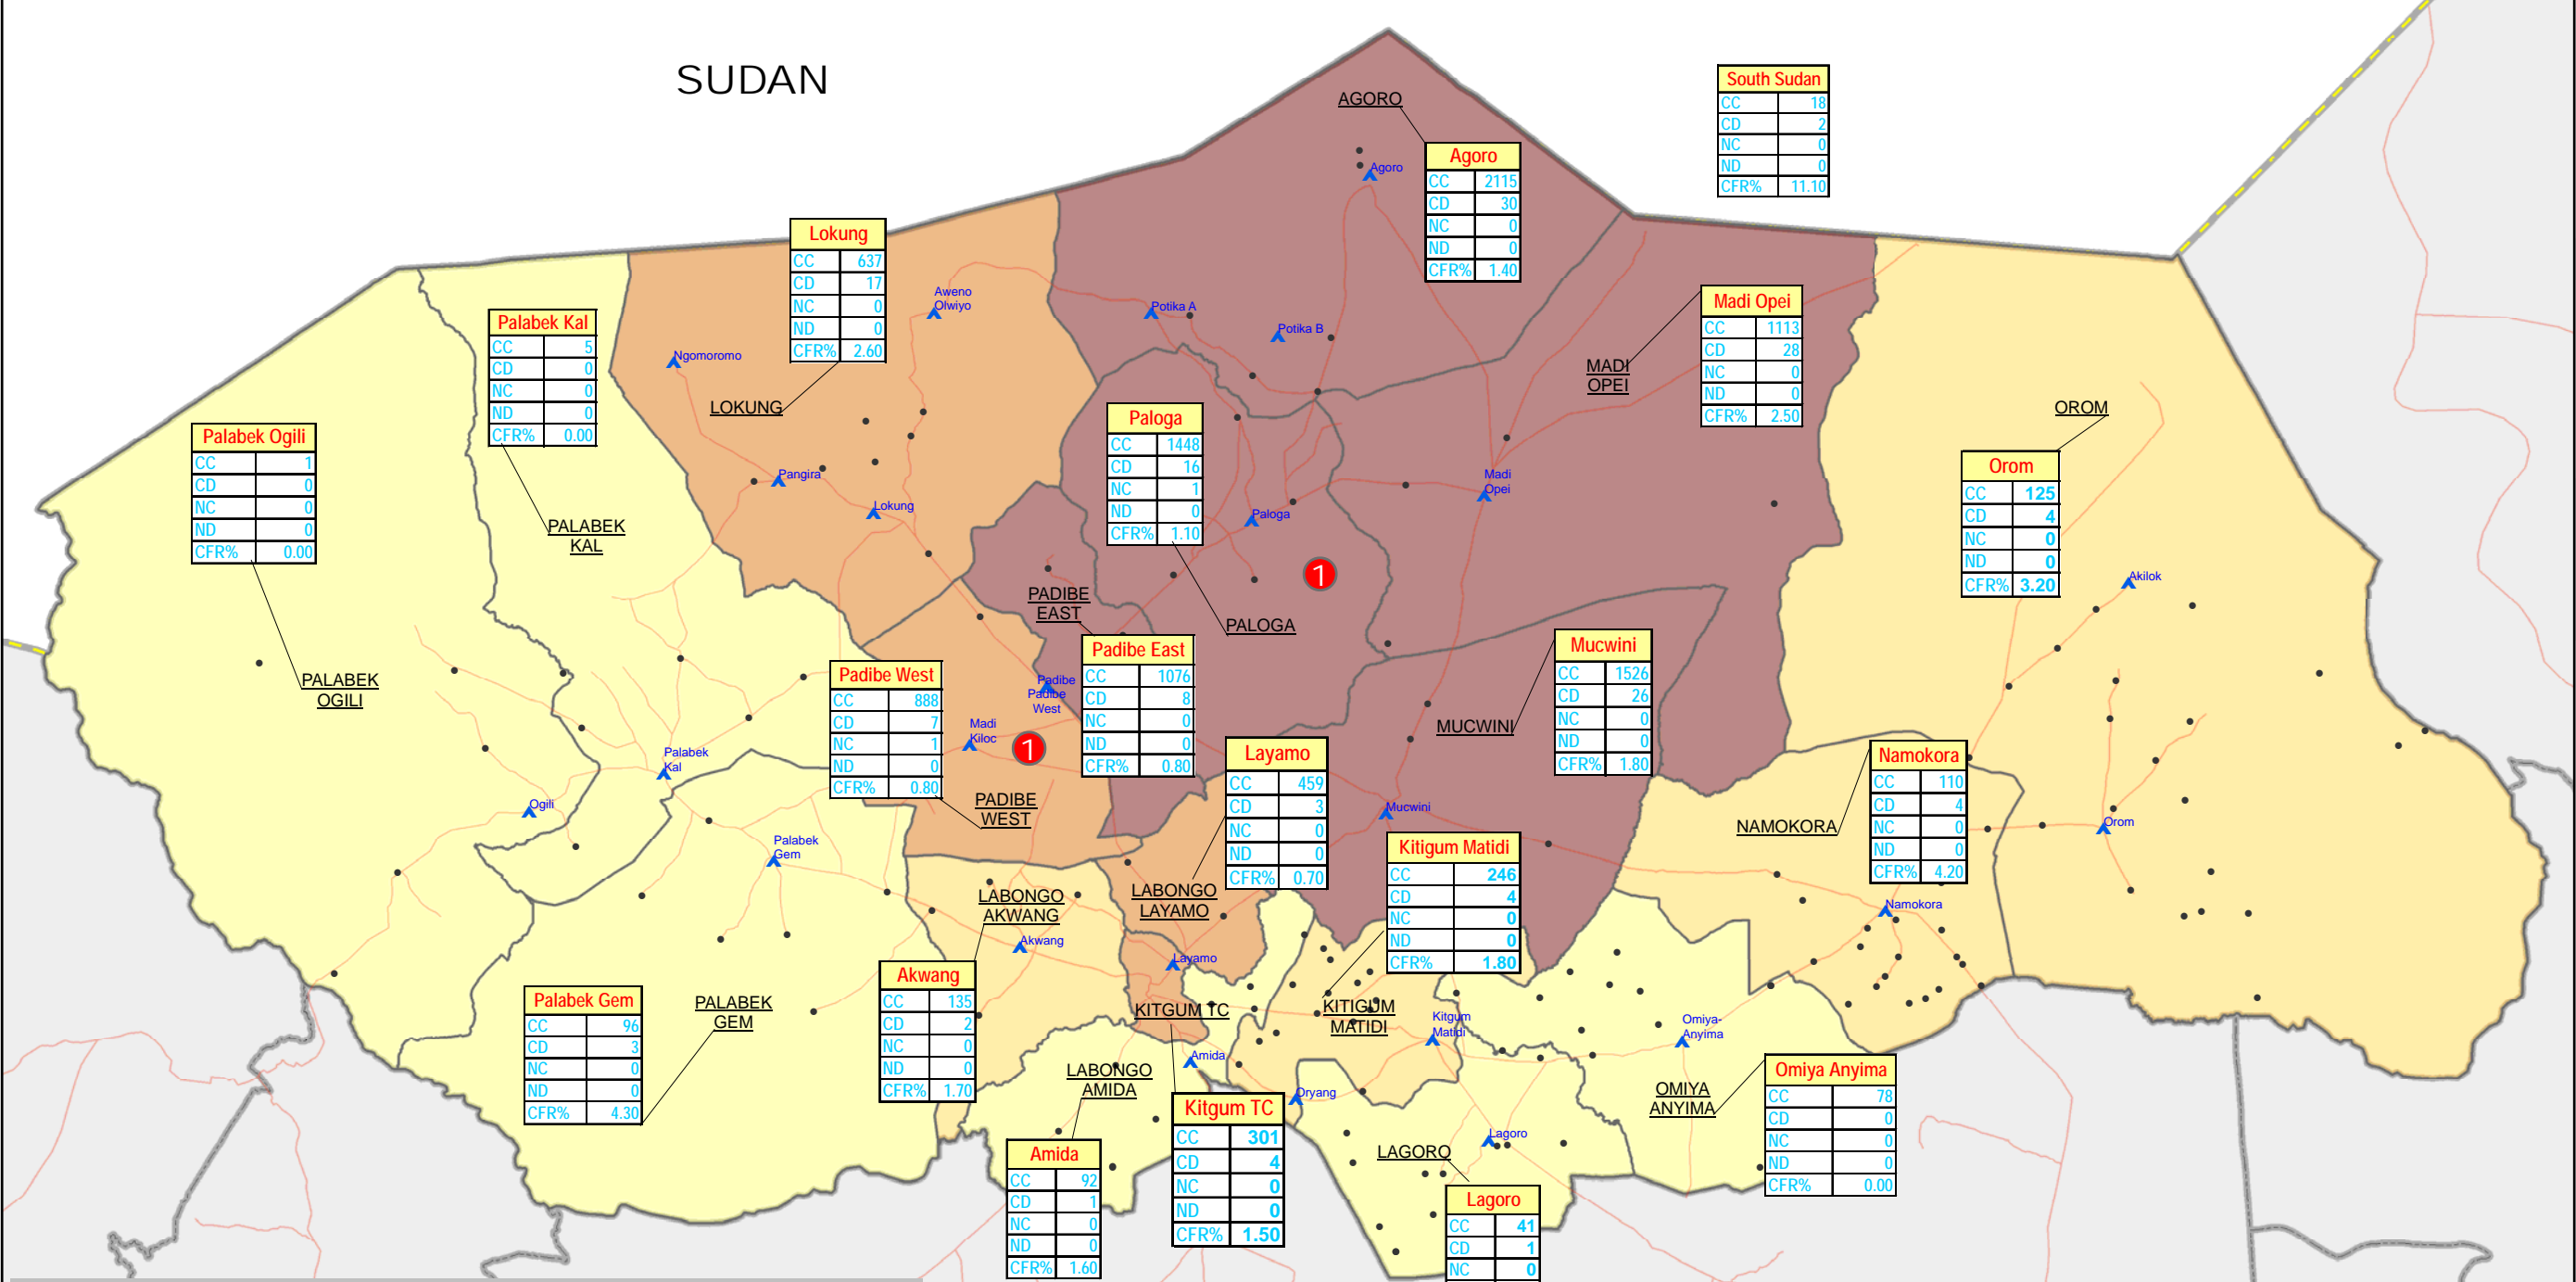 SUDAN
South Sudan
CC 18
CD 2
NC 0
ND 0
CFR% 11.10
AGORO
Agoro
CC 2115
CD 30
NC 0
ND 0
CFR% 1.40
Agoro
Lokung
CC 637
CD 17
NC 0
ND 0
CFR% 2.60
Aweno
Olwiyo
Potika A
Potika B
Ngomoromo
LOKUNG
Pangira
Lokung
Madi Opei
CC 1113
CD 28
NC 0
ND 0
CFR% 2.50
MADI
OPEI
Madi
Opei
Palabek Kal
CC 5
CD 0
NC 0
ND 0
CFR% 0.00
PALABEK
KAL
Palabek Ogili
CC 1
CD 0
NC 0
ND 0
CFR% 0.00
PALABEK
OGILI
Paloga
CC 1448
CD 16
NC 1
ND 0
CFR% 1.10
Paloga
1
PALOGA
OROM
Orom
CC 125
CD 4
NC 0
ND 0
CFR% 3.20
Akilok
Orom
PADIBE
EAST
Padibe East
CC 1076
CD 8
NC 0
ND 0
CFR% 0.80
Padibe
Padibe
West
Padibe West
CC 888
CD 7
NC 1
ND 0
CFR% 0.80
Madi
Kiloc
1
PADIBE
WEST
Mucwini
CC 1526
CD 26
NC 0
ND 0
CFR% 1.80
MUCWINI
Mucwini
Layamo
CC 459
CD 3
NC 0
ND 0
CFR% 0.70
LABONGO
LAYAMO
Layamo
Namokora
CC 110
CD 4
NC 0
ND 0
CFR% 4.20
NAMOKORA
Namokora
Palabek
Kal
Ogili
Palabek
Gem
Kitigum Matidi
CC 246
CD 4
NC 0
ND 0
CFR% 1.80
KITIGUM
MATIDI
Kitgum
Matidi
LABONGO
AKWANG
Akwang
Akwang
CC 135
CD 2
NC 0
ND 0
CFR% 1.70
Palabek Gem
CC 96
CD 3
NC 0
ND 0
CFR% 4.30
PALABEK
GEM
KITGUM TC
Kitgum TC
CC 301
CD 4
NC 0
ND 0
CFR% 1.50
LABONGO
AMIDA
Amida
Amida
CC 92
CD 1
NC 0
ND 0
CFR% 1.60
Oryang
Omiya-
Anyima
OMIYA
ANYIMA
Omiya Anyima
CC 78
CD 0
NC 0
ND 0
CFR% 0.00
LAGORO
Lagoro
Lagoro
CC 41
CD 1
NC 0